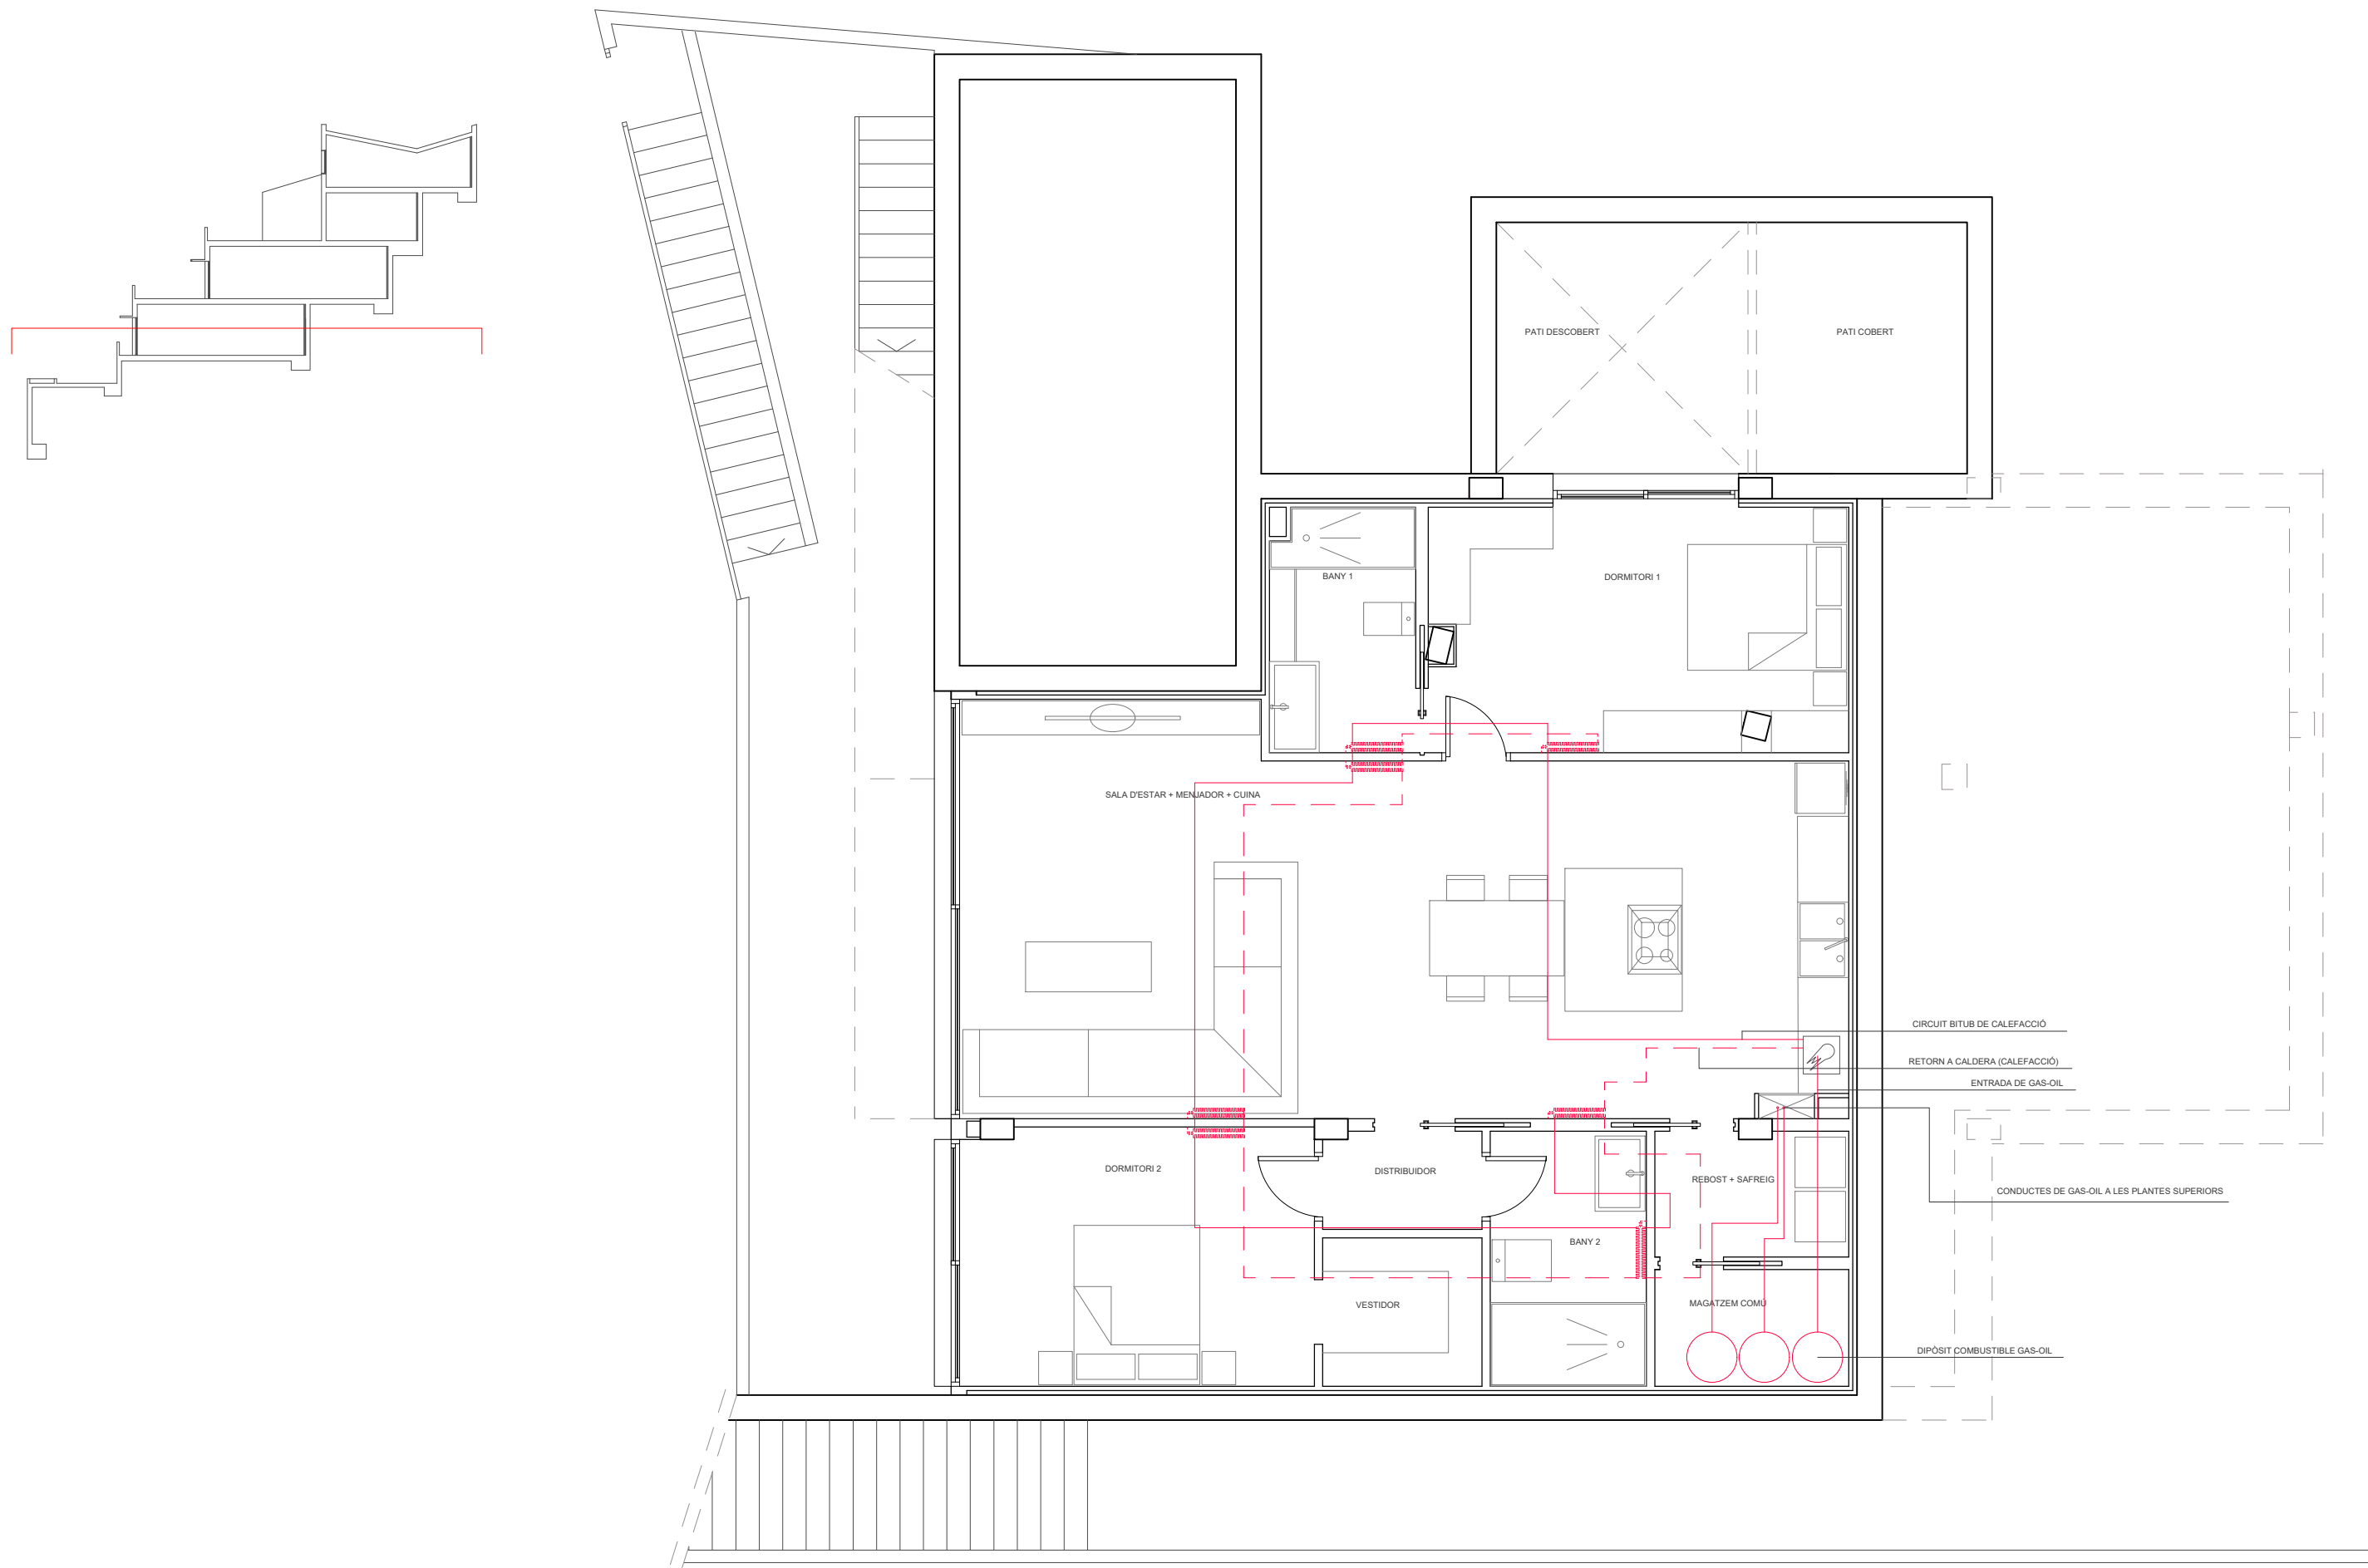 PATI DESCOBERT
PATI COBERT
BANY 1
DORMITORI 1
SALA D'ESTAR + MENJADOR + CUINA
CIRCUIT BITUB DE CALEFACCIÓ
RETORN A CALDERA (CALEFACCIÓ)
ENTRADA DE GAS-OIL
DORMITORI 2
DISTRIBUIDOR
REBOST + SAFREIG
CONDUCTES DE GAS-OIL A LES PLANTES SUPERIORS
BANY 2
VESTIDOR
MAGATZEM COMÚ
DIPÒSIT COMBUSTIBLE GAS-OIL